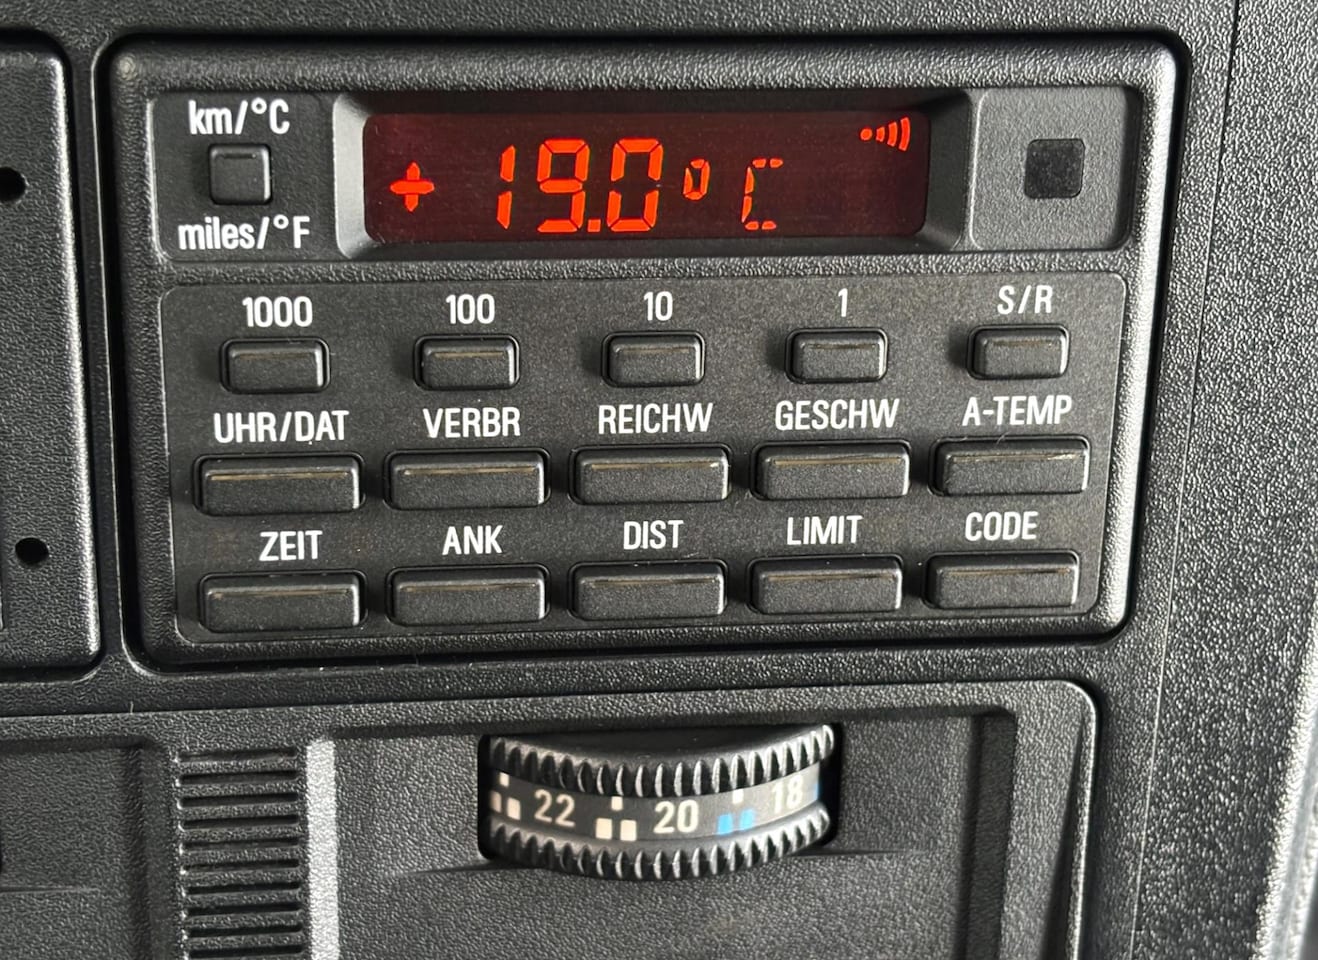 km/°C
+ 19.0°C
miles/°F
1000 100 10 1 S/R
UHR/DAT VERBR REICHW GESCHW A-TEMP
ZEIT ANK DIST LIMIT CODE
22 20 18